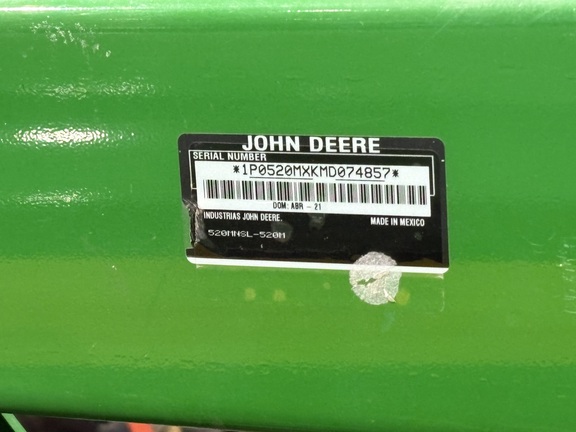 JOHN DEERE
SERIAL NUMBER
*1P0520MXKMD074857*
DOM: ABR - 21
INDUSTRIAS JOHN DEERE. MADE IN MEXICO
520MNSL-520M